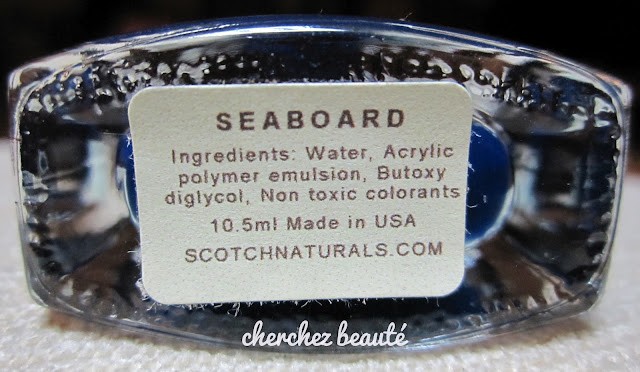 SEABOARD
Ingredients: Water, Acrylic
polymer emulsion, Butoxy
diglycol, Non toxic colorants
10.5ml Made in USA
SCOTCHNATURALS.COM
cherchez beauté